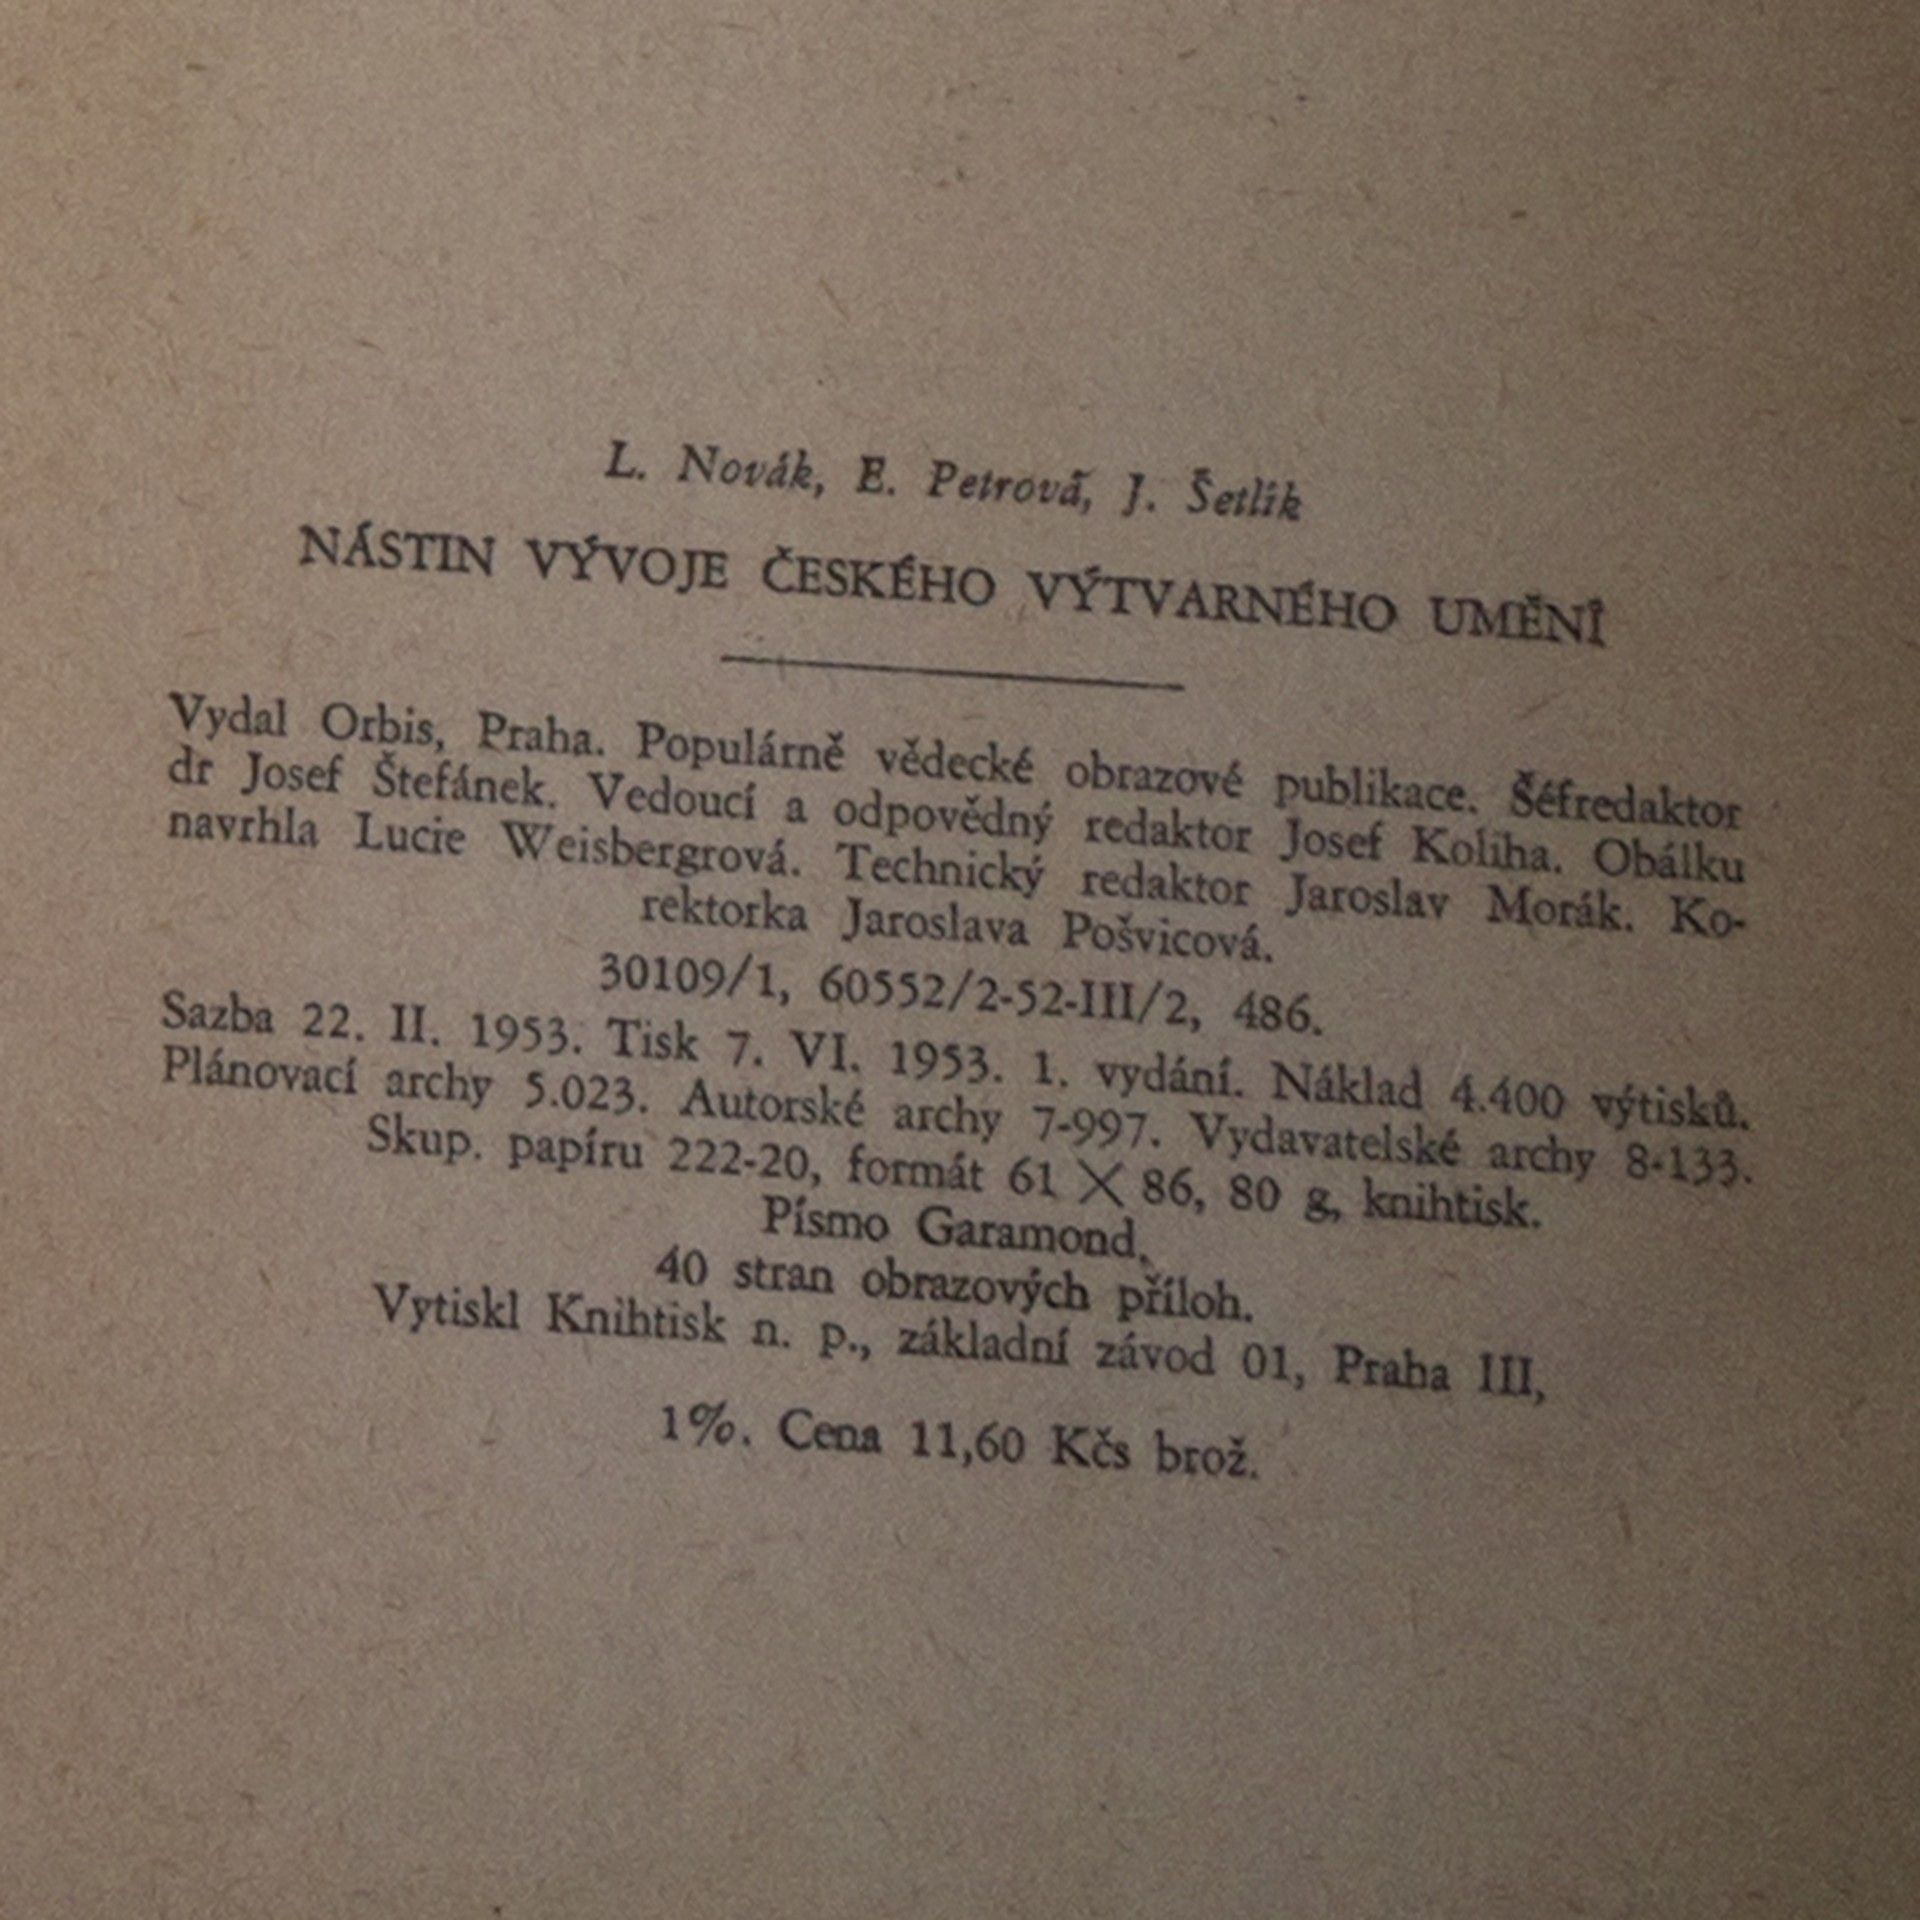 L. Novák, E. Petrová, J. Šetlík
NÁSTIN VÝVOJE ČESKÉHO VÝTVARNÉHO UMĚNÍ
Vydal Orbis, Praha. Populárně vědecké obrazové publikace. Šéfredaktor
dr Josef Štefánek. Vedoucí a odpovědný redaktor Josef Koliha. Obálku
navrhla Lucie Weisbergrová. Technický redaktor Jaroslav Morák. Ko-
rektorka Jaroslava Pošvicová.
30109/1, 60552/2-52-III/2, 486.
Sazba 22. II. 1953. Tisk 7. VI. 1953. 1. vydání. Náklad 4.400 výtisků.
Plánovací archy 5.023. Autorské archy 7-997. Vydavatelské archy 8-133.
Skup. papíru 222-20, formát 61 X 86, 80 g, knihtisk.
Písmo Garamond.
40 stran obrazových příloh.
Vytiskl Knihtisk n. p., základní závod 01, Praha III,
1%. Cena 11,60 Kčs brož.